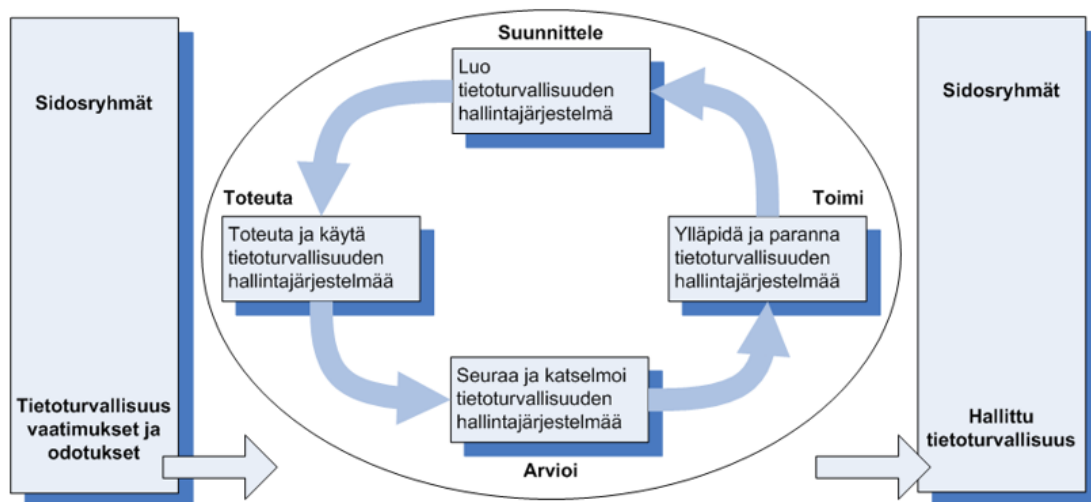 Sidosryhmät
Tietoturvallisuus
vaatimukset ja
odotukset
Suunnittele
Luo
tietoturvallisuuden
hallintajärjestelmä
Toteuta
Toteuta ja käytä
tietoturvallisuuden
hallintajärjestelmää
Toimi
Ylläpidä ja paranna
tietoturvallisuuden
hallintajärjestelmää
Seuraa ja katselmoi
tietoturvallisuuden
hallintajärjestelmää
Arvioi
Sidosryhmät
Hallittu
tietoturvallisuus